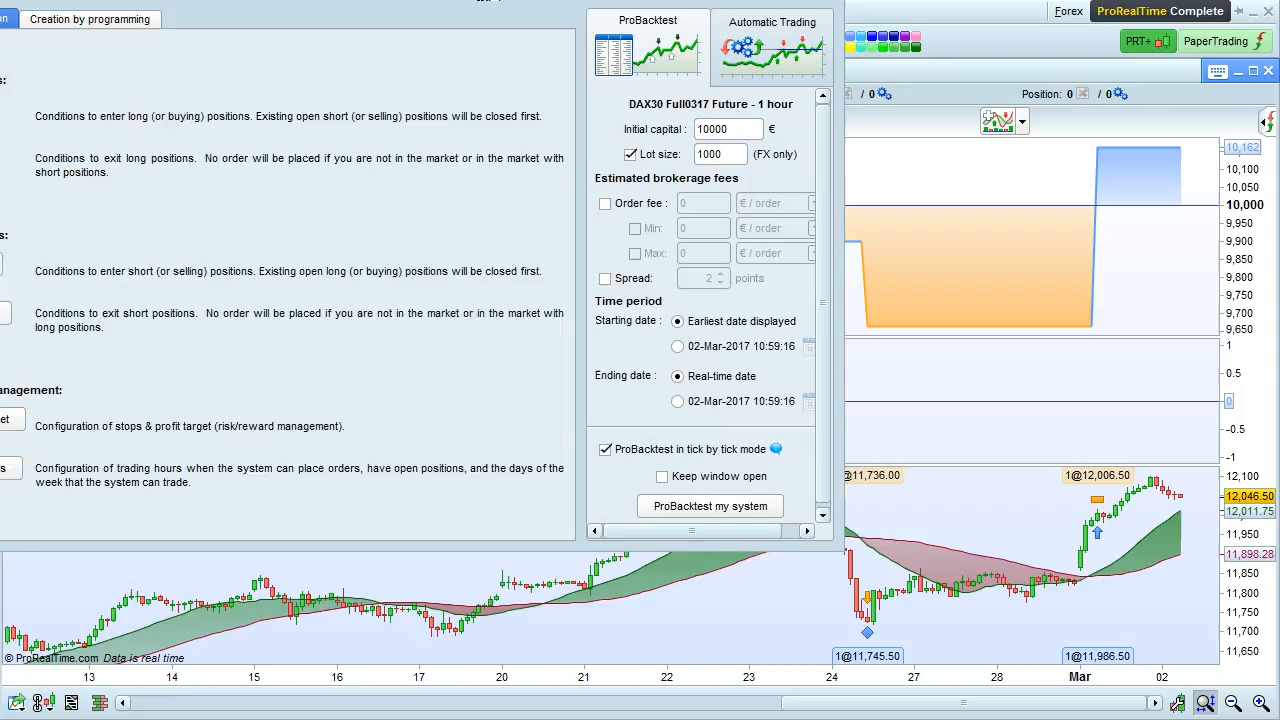 on
Creation by programming
ProBacktest
Automatic Trading
Forex
ProRealTime Complete
PRT+
PaperTrading
s:
Conditions to enter long (or buying) positions. Existing open short (or selling) positions will be closed first.
Conditions to exit long positions. No order will be placed if you are not in the market or in the market with
short positions.
s:
Conditions to enter short (or selling) positions. Existing open long (or buying) positions will be closed first.
Conditions to exit short positions. No order will be placed if you are not in the market or in the market with
long positions.
anagement:
et
Configuration of stops & profit target (risk/reward management).
s
Configuration of trading hours when the system can place orders, have open positions, and the days of the
week that the system can trade.
DAX30 Full0317 Future - 1 hour
Initial capital : 10000 €
Lot size: 1000 (FX only)
Estimated brokerage fees
Order fee : 0 € / order
Min: 0 € / order
Max: 0 € / order
Spread: 2 points
Time period
Starting date : Earliest date displayed
02-Mar-2017 10:59:16
Ending date : Real-time date
02-Mar-2017 10:59:16
ProBacktest in tick by tick mode
Keep window open
ProBacktest my system
/ 0
Position: 0 / 0
10,162
10,100
10,050
10,000
9,950
9,900
9,850
9,800
9,750
9,700
9,650
1
0.5
0
-0.5
-1
@11,736.00
1@12,006.50
12,100
12,046.50
12,011.75
11,950
11,898.28
11,850
11,800
11,750
11,700
11,650
1@11,745.50
1@11,986.50
© ProRealTime.com Data is real time
13 14 15 16 17 20 21 22 23 24 27 28 Mar 02